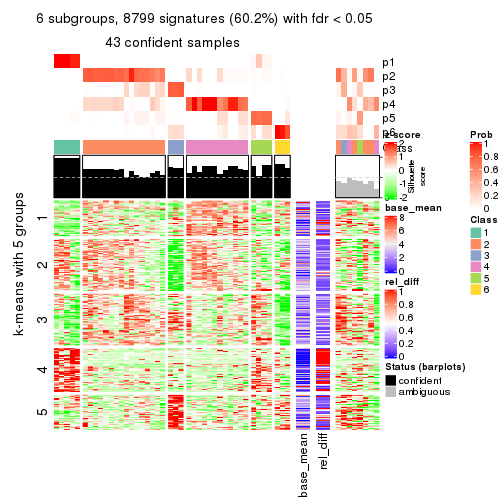 6 subgroups, 8799 signatures (60.2%) with fdr < 0.05
43 confident samples
p1
p2
p3
p4
p5
p6
Class
Silhouette
score
k-means with 5 groups
1
2
3
4
5
base_mean
rel_diff
z-score
2
1
0
-1
-2
base_mean
8
6
4
2
0
rel_diff
1
0.8
0.6
0.4
0.2
0
Status (barplots)
confident
ambiguous
Prob
1
0.8
0.6
0.4
0.2
0
Class
1
2
3
4
5
6